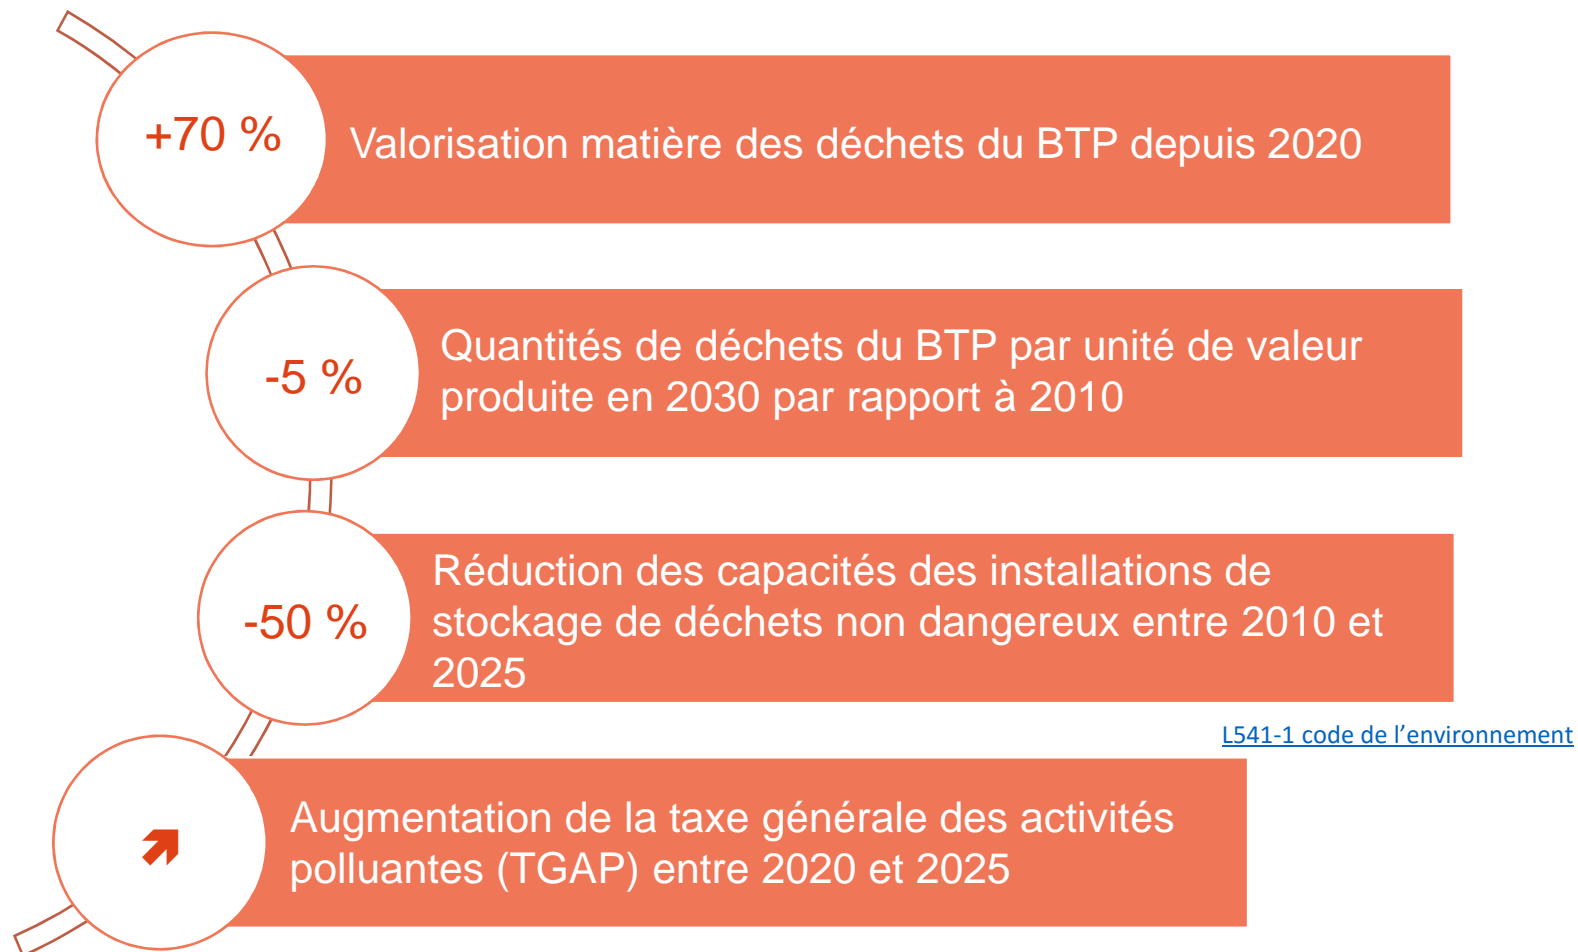 +70 %
Valorisation matière des déchets du BTP depuis 2020
-5 %
Quantités de déchets du BTP par unité de valeur
produite en 2030 par rapport à 2010
-50 %
Réduction des capacités des installations de
stockage de déchets non dangereux entre 2010 et
2025
L541-1 code de l’environnement
Augmentation de la taxe générale des activités
polluantes (TGAP) entre 2020 et 2025